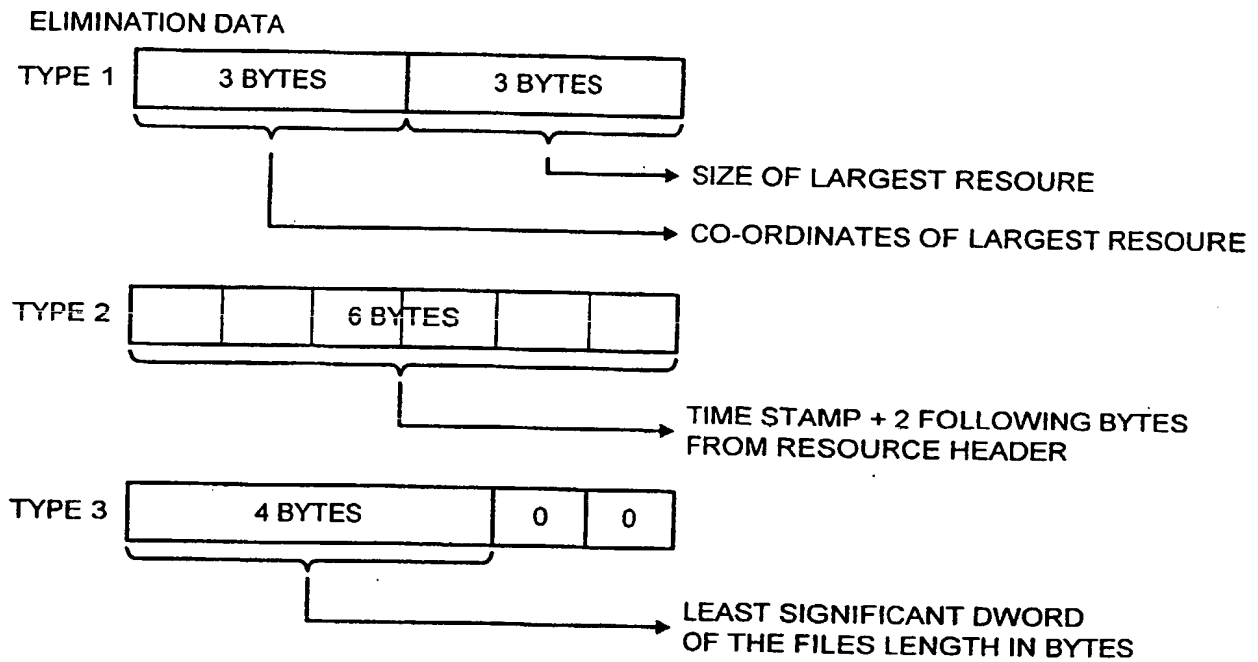 ELIMINATION DATA
TYPE 1
3 BYTES
3 BYTES
SIZE OF LARGEST RESOURE
CO-ORDINATES OF LARGEST RESOURE
TYPE 2
6 BYTES
TIME STAMP + 2 FOLLOWING BYTES
FROM RESOURCE HEADER
TYPE 3
4 BYTES
0
0
LEAST SIGNIFICANT DWORD
OF THE FILES LENGTH IN BYTES